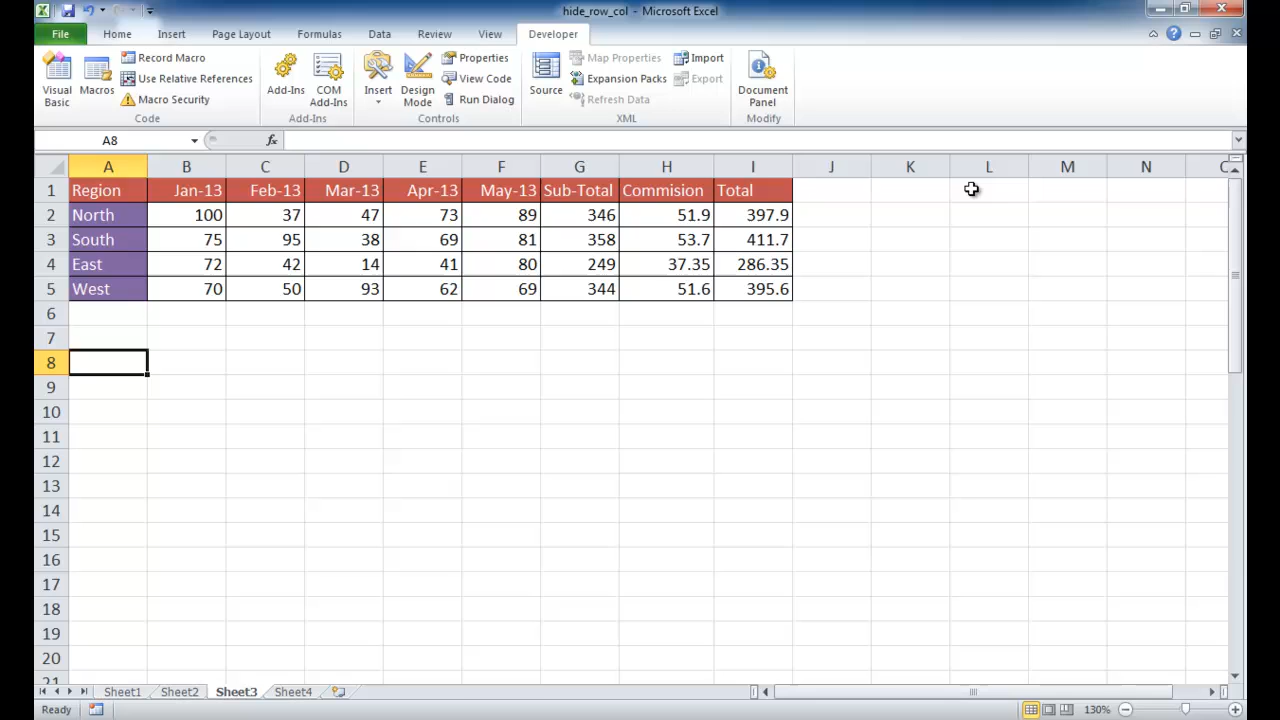 hide_row_col - Microsoft Excel
File Home Insert Page Layout Formulas Data Review View Developer
Visual Basic
Macros
Record Macro
Use Relative References
Macro Security
Code
Add-Ins
COM Add-Ins
Add-Ins
Insert
Design Mode
Properties
View Code
Run Dialog
Controls
Source
Map Properties
Expansion Packs
Refresh Data
Import
Export
XML
Document Panel
Modify
A8 fx
A B C D E F G H I J K L M N
1 Region Jan-13 Feb-13 Mar-13 Apr-13 May-13 Sub-Total Commision Total
2 North 100 37 47 73 89 346 51.9 397.9
3 South 75 95 38 69 81 358 53.7 411.7
4 East 72 42 14 41 80 249 37.35 286.35
5 West 70 50 93 62 69 344 51.6 395.6
6
7
8
9
10
11
12
13
14
15
16
17
18
19
20
Sheet1 Sheet2 Sheet3 Sheet4
Ready 130%